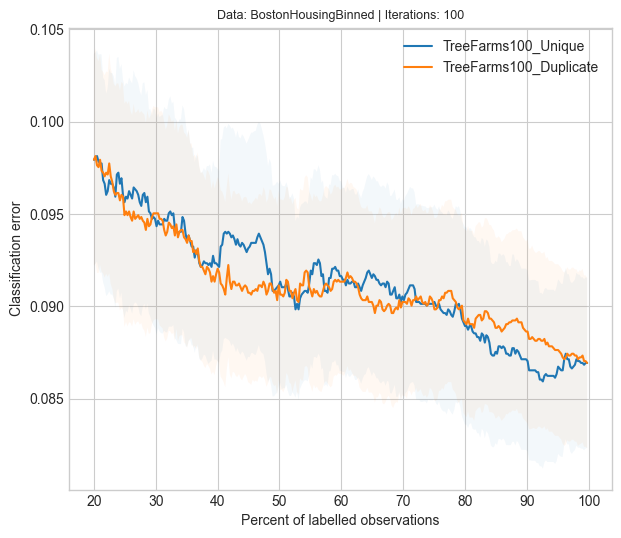 Data: BostonHousingBinned | Iterations: 100
TreeFarms100_Unique
TreeFarms100_Duplicate
Classification error
0.105
0.100
0.095
0.090
0.085
20 30 40 50 60 70 80 90 100
Percent of labelled observations